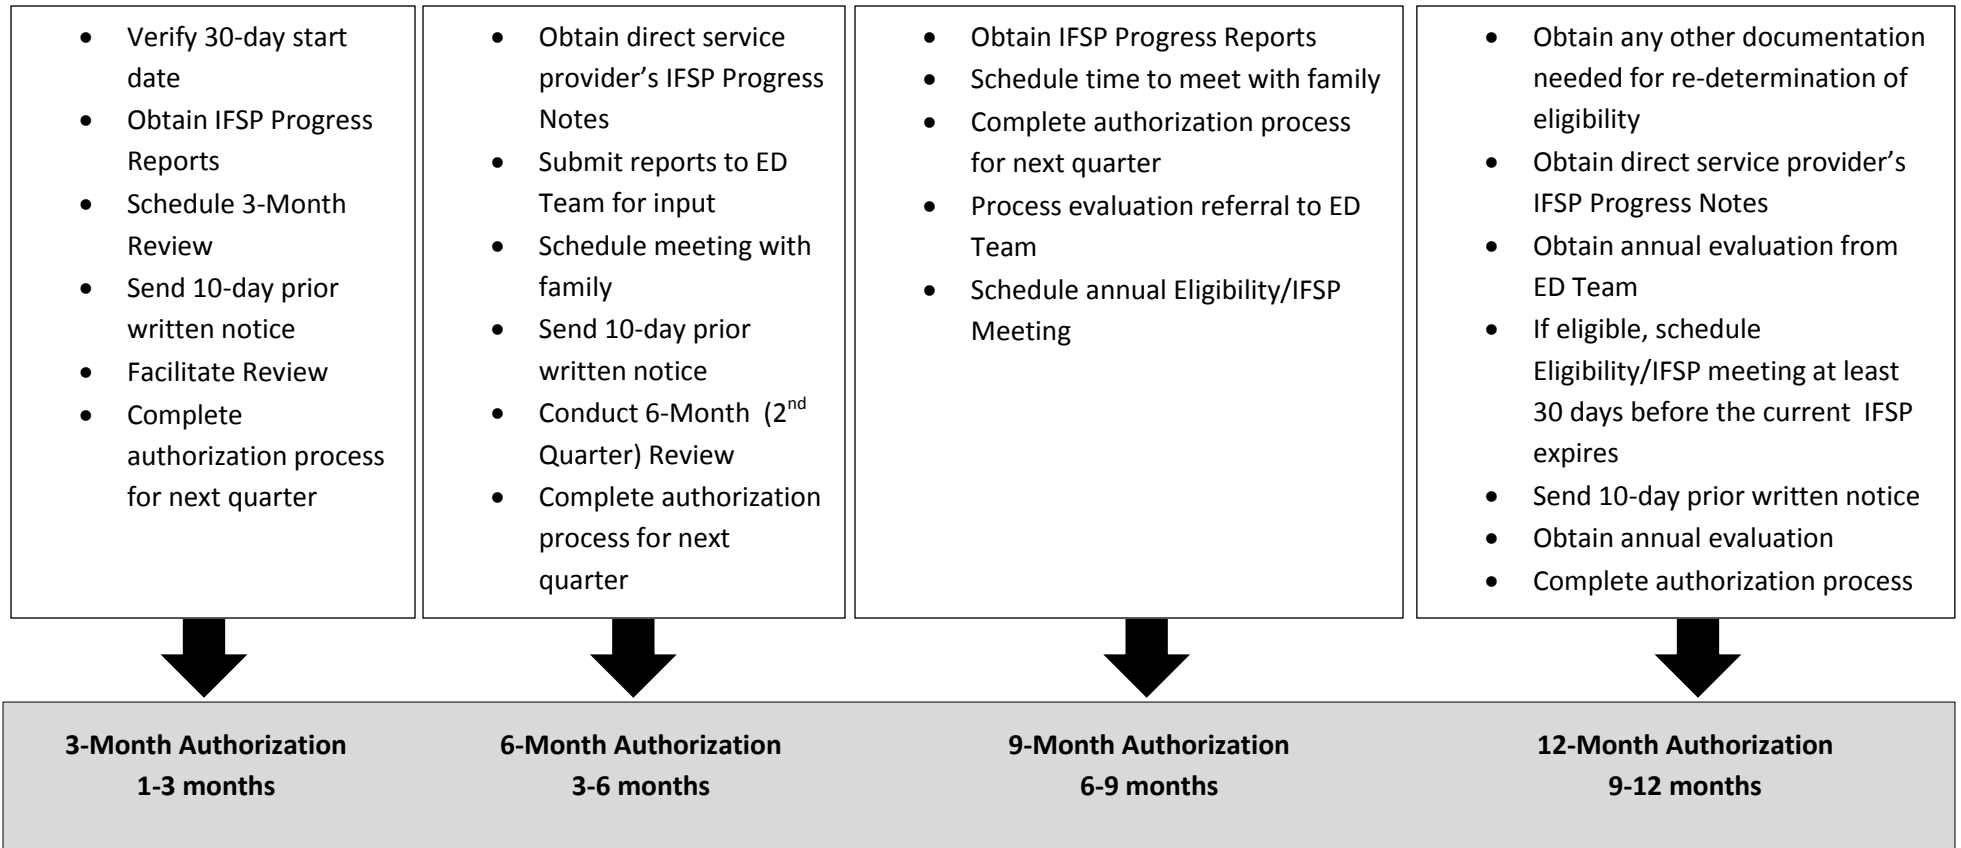 • Verify 30-day start
date
• Obtain IFSP Progress
Reports
• Schedule 3-Month
Review
• Send 10-day prior
written notice
• Facilitate Review
• Complete
authorization process
for next quarter
• Obtain direct service
provider’s IFSP Progress
Notes
• Submit reports to ED
Team for input
• Schedule meeting with
family
• Send 10-day prior
written notice
• Conduct 6-Month (2nd
Quarter) Review
• Complete authorization
process for next
quarter
• Obtain IFSP Progress Reports
• Schedule time to meet with family
• Complete authorization process
for next quarter
• Process evaluation referral to ED
Team
• Schedule annual Eligibility/IFSP
Meeting
• Obtain any other documentation
needed for re-determination of
eligibility
• Obtain direct service provider’s
IFSP Progress Notes
• Obtain annual evaluation from
ED Team
• If eligible, schedule
Eligibility/IFSP meeting at least
30 days before the current IFSP
expires
• Send 10-day prior written notice
• Obtain annual evaluation
• Complete authorization process
3-Month Authorization
1-3 months
6-Month Authorization
3-6 months
9-Month Authorization
6-9 months
12-Month Authorization
9-12 months